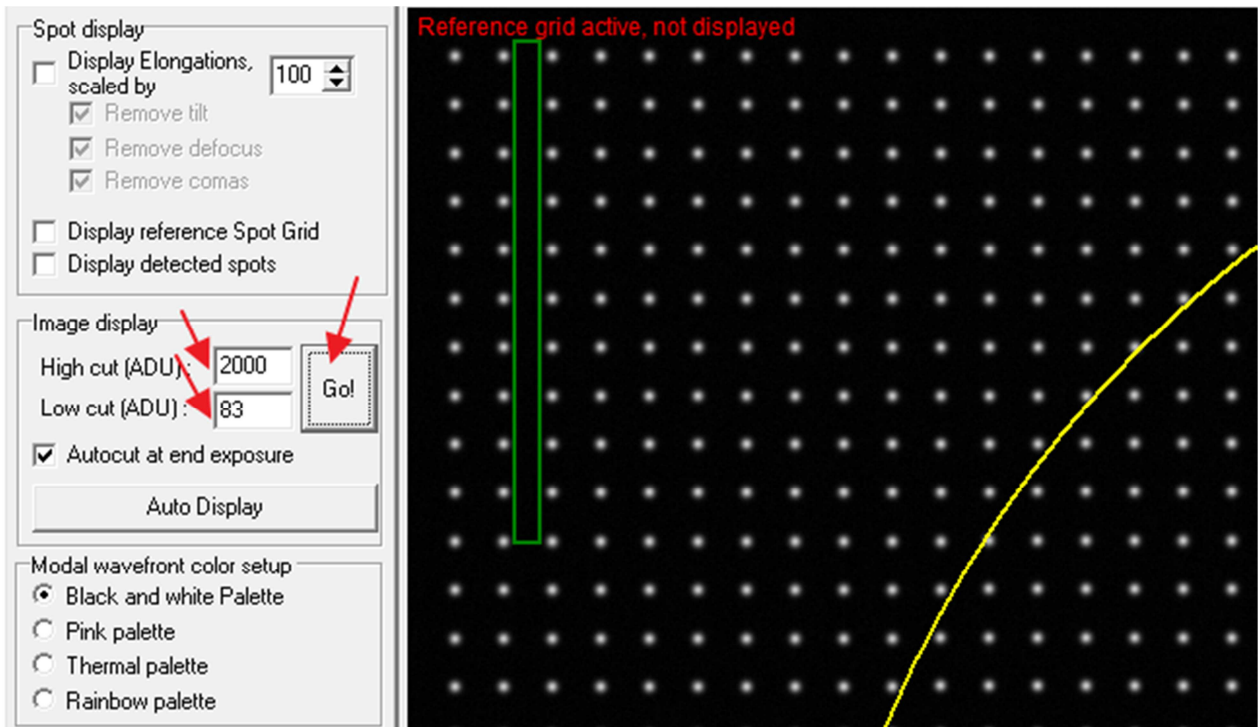 Spot display
Display Elongations,
scaled by
100
Remove tilt
Remove defocus
Remove comas
Display reference Spot Grid
Display detected spots
Image display
High cut (ADU) : 2000
Low cut (ADU) : 83
Go!
Autocut at end exposure
Auto Display
Modal wavefront color setup
Black and white Palette
Pink palette
Thermal palette
Rainbow palette
Reference grid active, not displayed